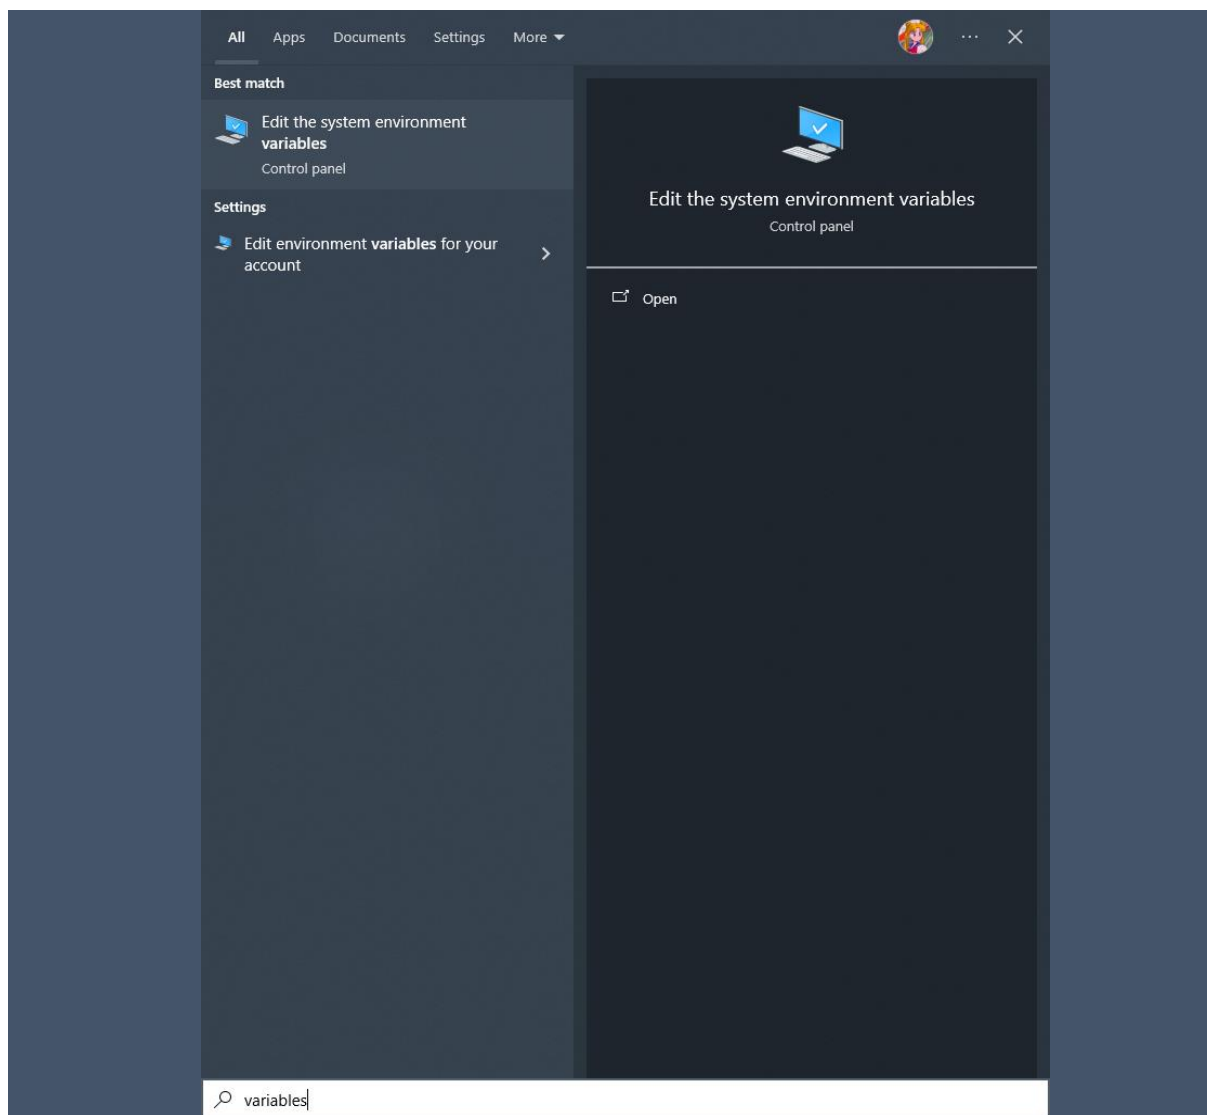 All Apps Documents Settings More
Best match
Edit the system environment
variables
Control panel
Settings
Edit environment variables for your
account
Edit the system environment variables
Control panel
Open
variables